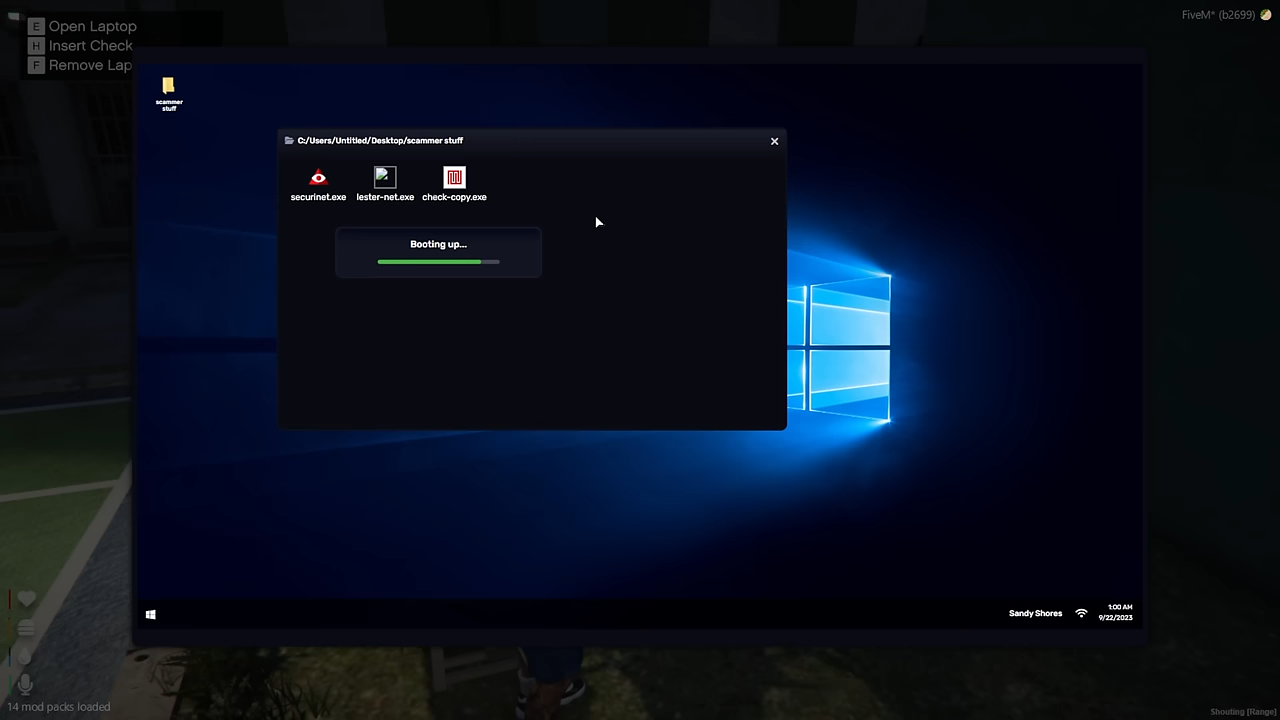 E Open Laptop
H Insert Check
F Remove Lap
FiveM* (b2699)
scammer
stuff
C:/Users/Untitled/Desktop/scammer stuff
securinet.exe
lester-net.exe
check-copy.exe
Booting up...
Sandy Shores
1:00 AM
9/22/2023
14 mod packs loaded
Shouting [Range]